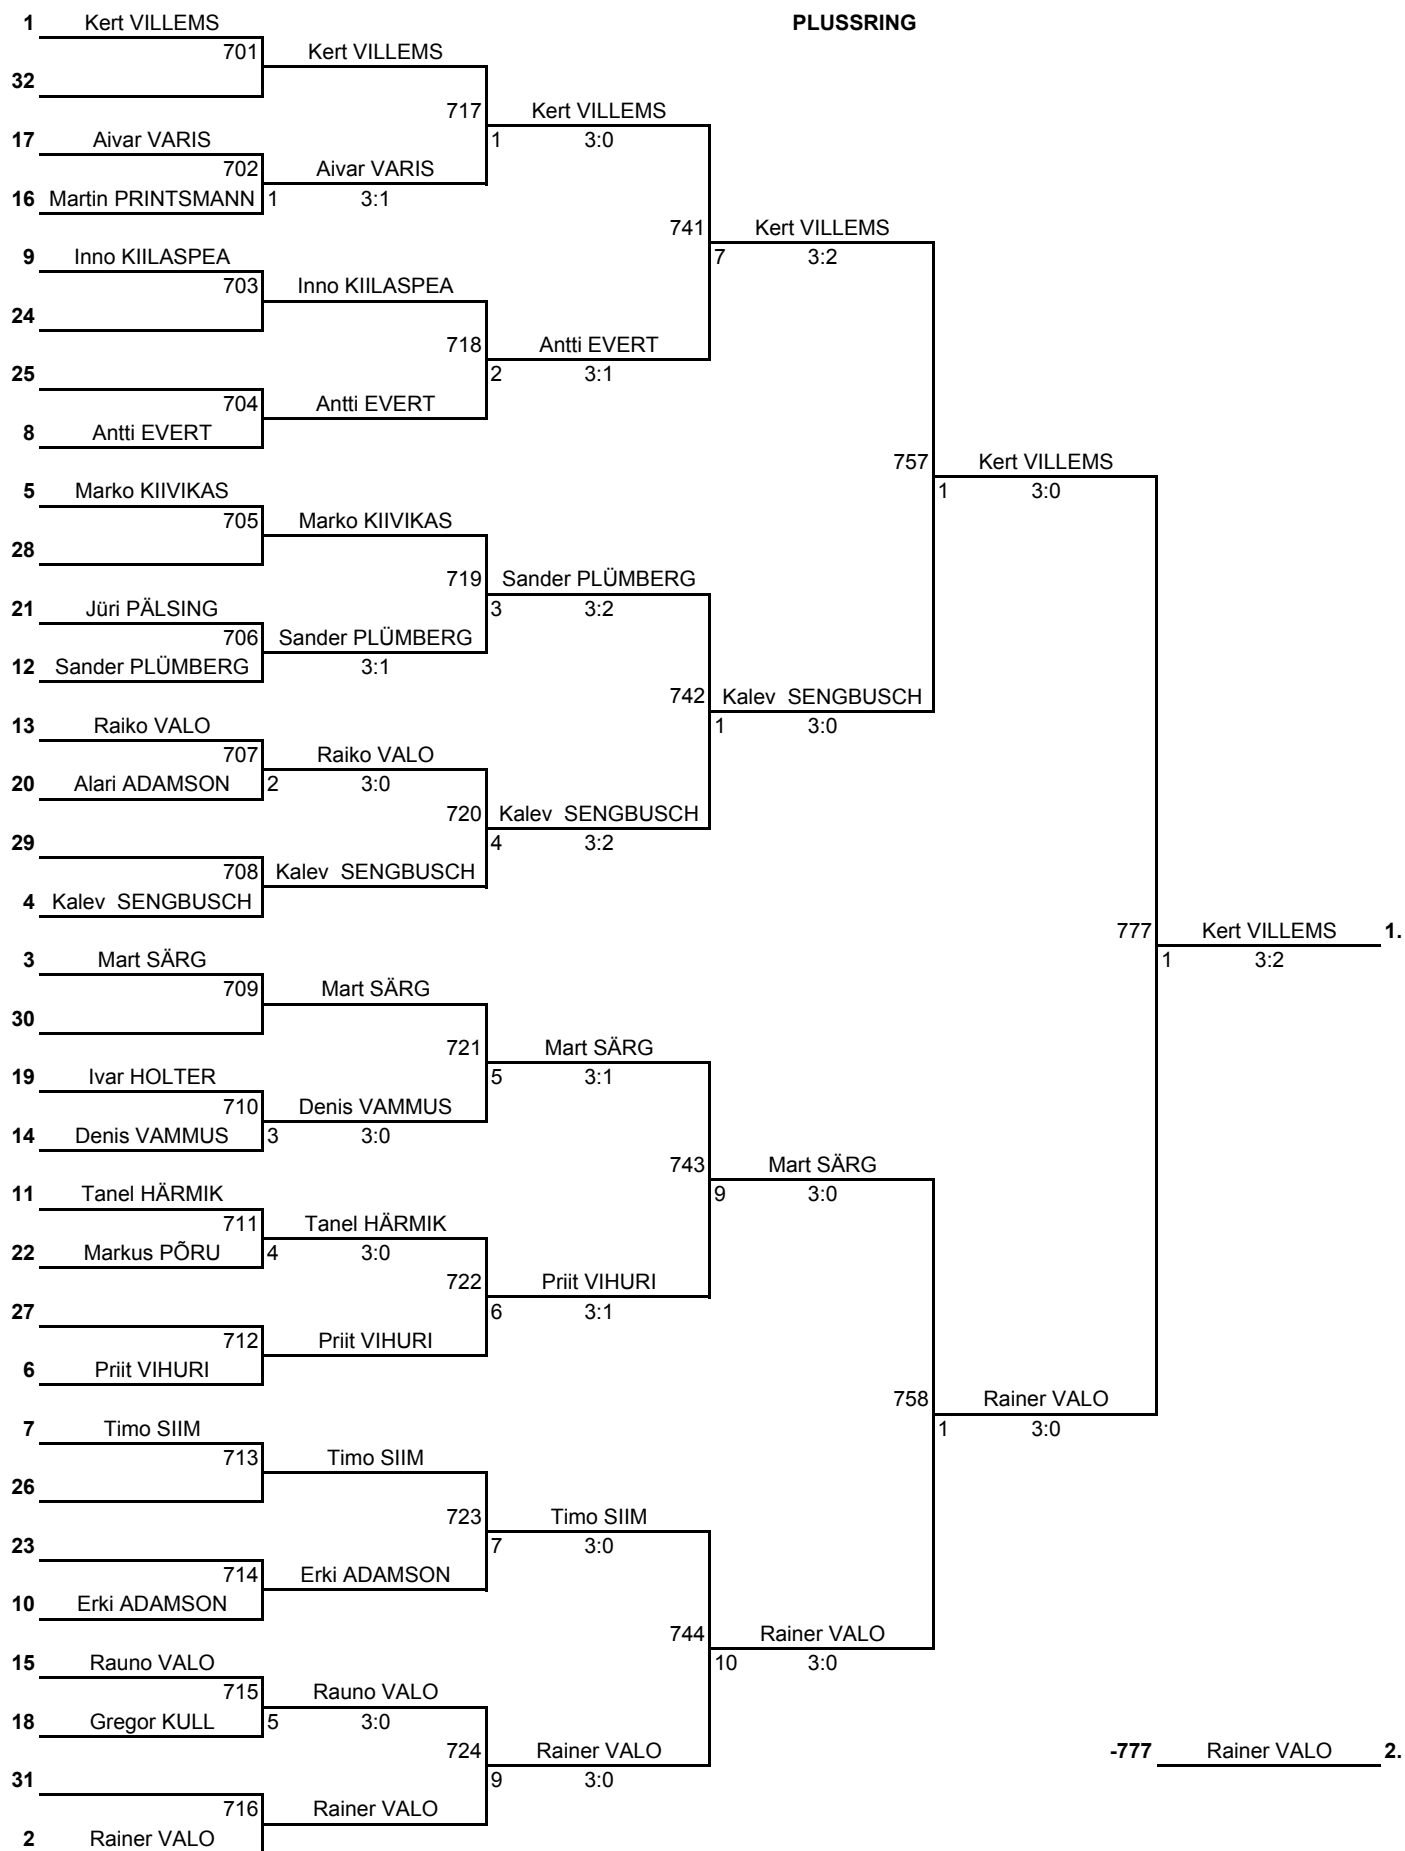 PLUSSRING
1 Kert VILLEMS
701 Kert VILLEMS
32
717 Kert VILLEMS
17 Aivar VARIS 1 3:0
702 Aivar VARIS
16 Martin PRINTSMANN 1 3:1
741 Kert VILLEMS
9 Inno KIILASPEA 7 3:2
703 Inno KIILASPEA
24
718 Antti EVERT
25 2 3:1
704 Antti EVERT
8 Antti EVERT
757 Kert VILLEMS
5 Marko KIIVIKAS 1 3:0
705 Marko KIIVIKAS
28
719 Sander PLÜMBERG
21 Jüri PÄLSING 3 3:2
706 Sander PLÜMBERG
12 Sander PLÜMBERG 3:1
742 Kalev SENGBUSCH
13 Raiko VALO 1 3:0
707 Raiko VALO
20 Alari ADAMSON 2 3:0
720 Kalev SENGBUSCH
29 4 3:2
708 Kalev SENGBUSCH
4 Kalev SENGBUSCH
777 Kert VILLEMS 1.
3 Mart SÄRG 1 3:2
709 Mart SÄRG
30
721 Mart SÄRG
19 Ivar HOLTER 5 3:1
710 Denis VAMMUS
14 Denis VAMMUS 3 3:0
743 Mart SÄRG
11 Tanel HÄRMIK 9 3:0
711 Tanel HÄRMIK
22 Markus PÕRU 4 3:0
722 Priit VIHURI
27 6 3:1
712 Priit VIHURI
6 Priit VIHURI
758 Rainer VALO
7 Timo SIIM 1 3:0
713 Timo SIIM
26
723 Timo SIIM
23 7 3:0
714 Erki ADAMSON
10 Erki ADAMSON
744 Rainer VALO
15 Rauno VALO 10 3:0
715 Rauno VALO
18 Gregor KULL 5 3:0
724 Rainer VALO -777 Rainer VALO 2.
31 9 3:0
716 Rainer VALO
2 Rainer VALO